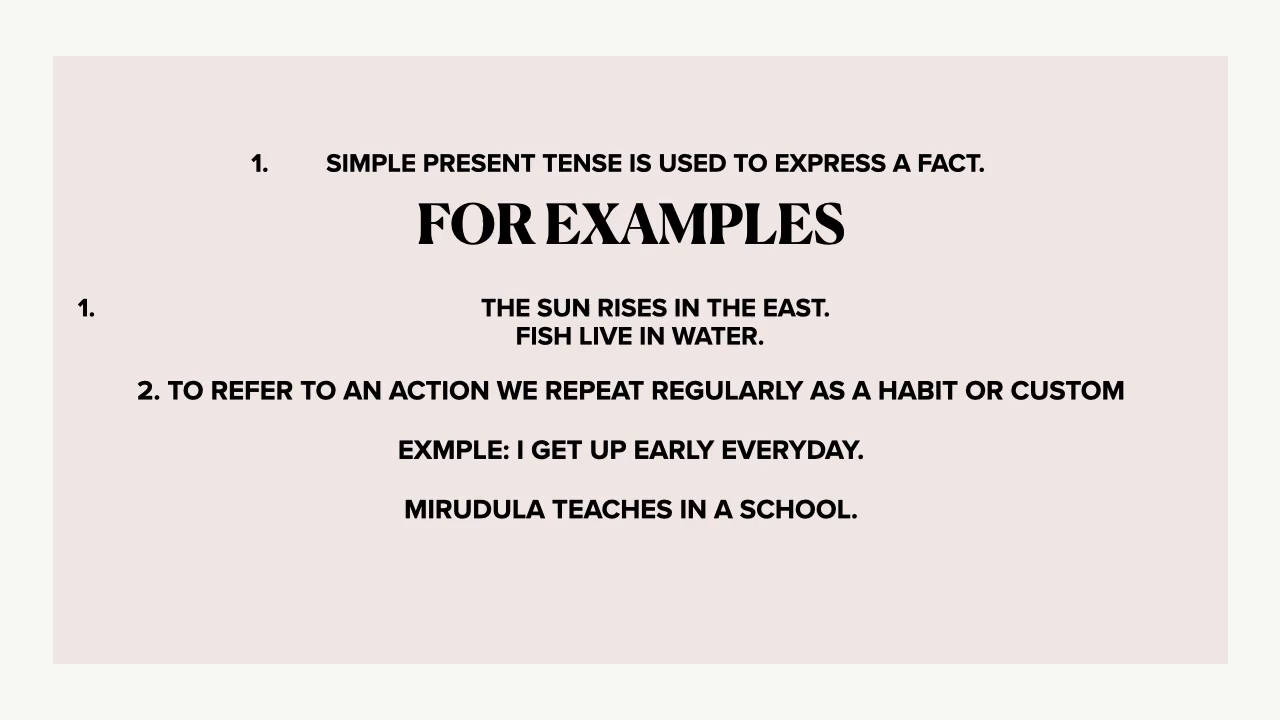 1. SIMPLE PRESENT TENSE IS USED TO EXPRESS A FACT.
FOR EXAMPLES
1. THE SUN RISES IN THE EAST.
FISH LIVE IN WATER.
2. TO REFER TO AN ACTION WE REPEAT REGULARLY AS A HABIT OR CUSTOM
EXMPLE: I GET UP EARLY EVERYDAY.
MIRUDULA TEACHES IN A SCHOOL.